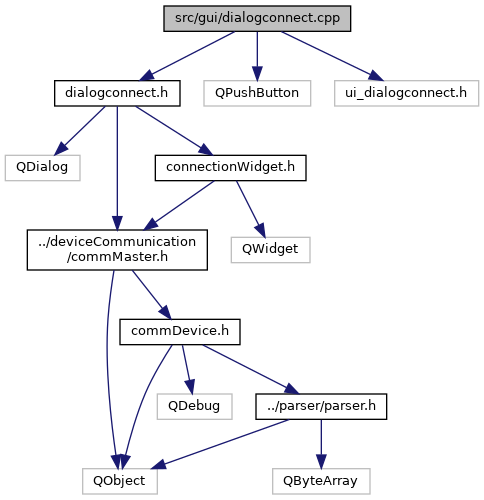 src/gui/dialogconnect.cpp
dialogconnect.h
QPushButton
ui_dialogconnect.h
QDialog
connectionWidget.h
../deviceCommunication
/commMaster.h
QWidget
commDevice.h
QDebug
../parser/parser.h
QObject
QByteArray